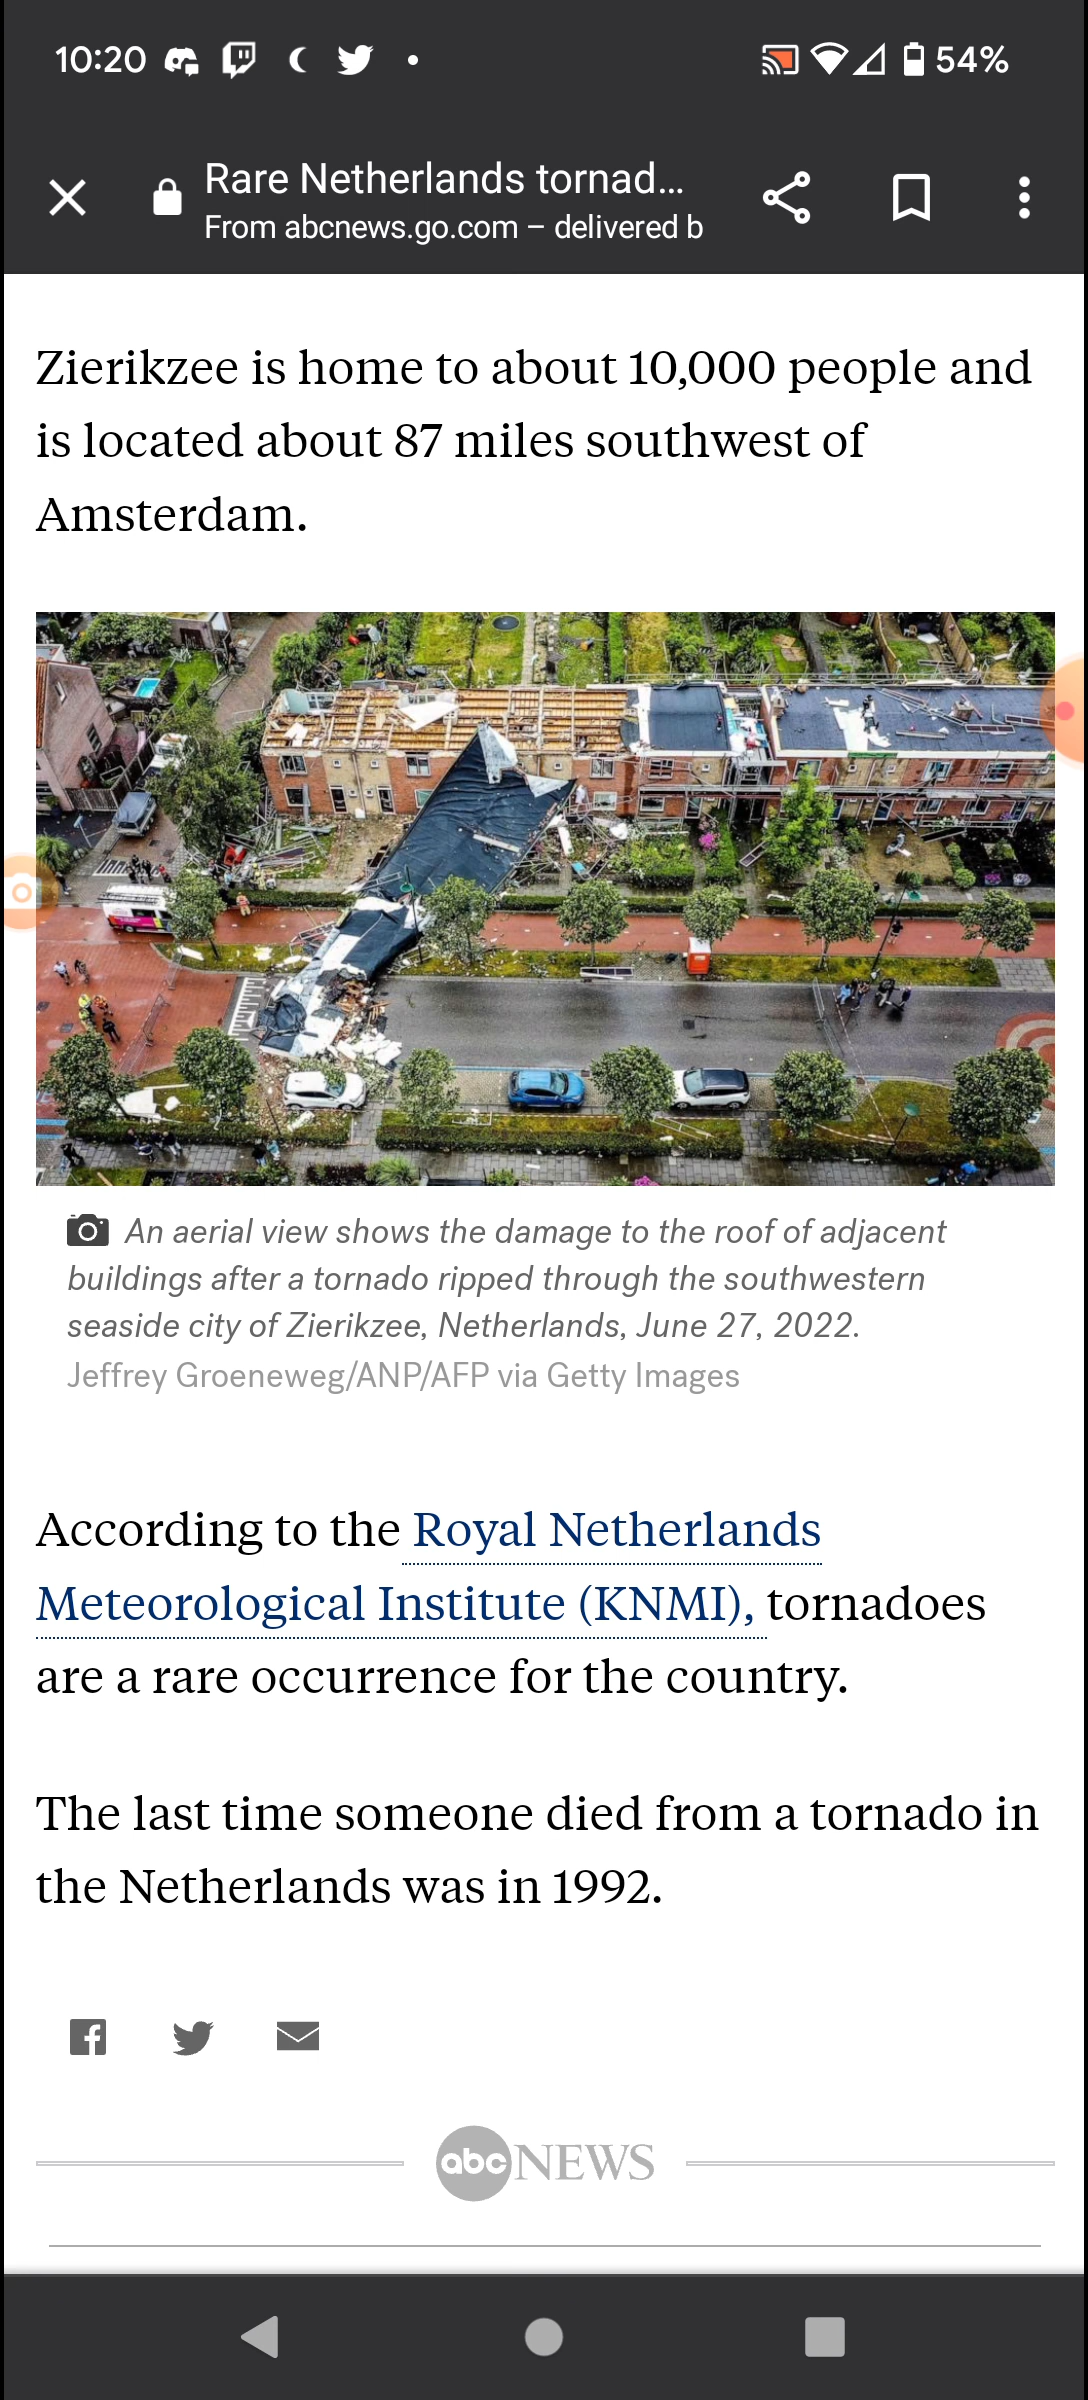 10:20
54%
Rare Netherlands tornad...
From abcnews.go.com – delivered b
Zierikzee is home to about 10,000 people and
is located about 87 miles southwest of
Amsterdam.
An aerial view shows the damage to the roof of adjacent
buildings after a tornado ripped through the southwestern
seaside city of Zierikzee, Netherlands, June 27, 2022.
Jeffrey Groeneweg/ANP/AFP via Getty Images
According to the Royal Netherlands
Meteorological Institute (KNMI), tornadoes
are a rare occurrence for the country.
The last time someone died from a tornado in
the Netherlands was in 1992.
abc NEWS